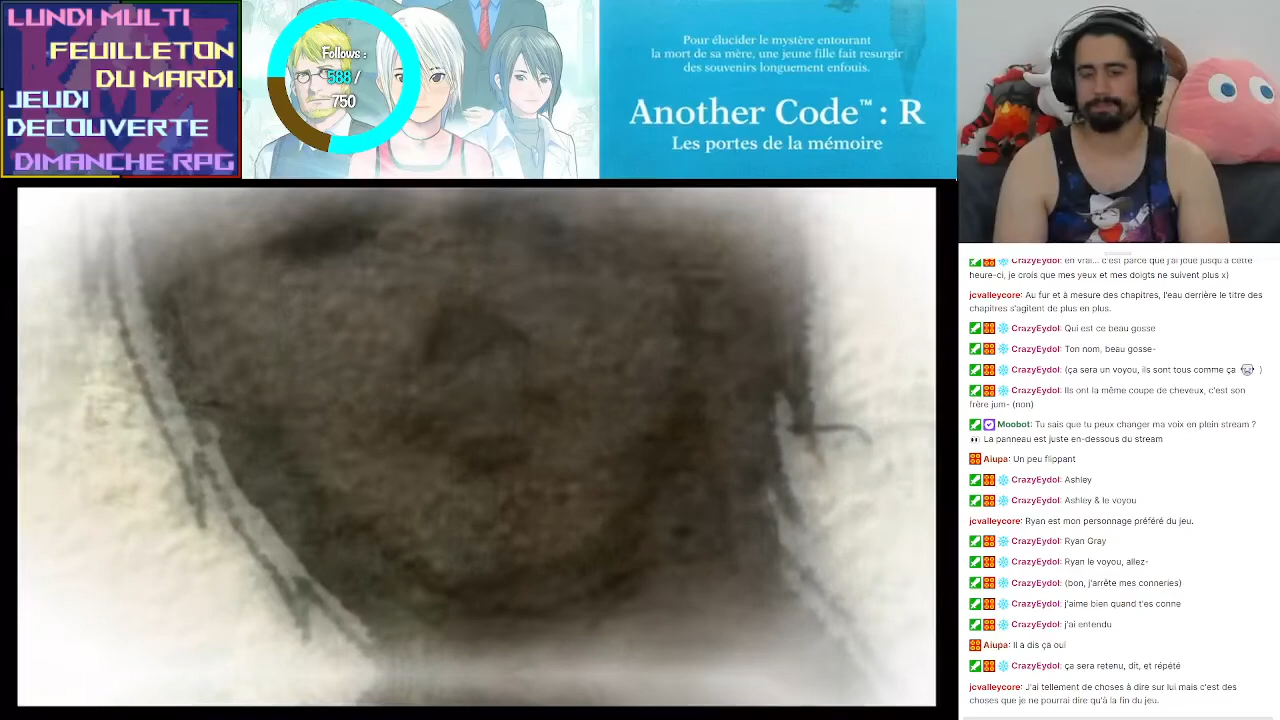 LUNDI MULTI
FEUILLETON
DU MARDI
JEUDI
DECOUVERTE
DIMANCHE RPG
Follows :
588 /
750
Pour élucider le mystère entourant
la mort de sa mère, une jeune fille fait resurgir
des souvenirs longuement enfouis.
Another Code™ : R
Les portes de la mémoire
CrazyEydol: en vrai... c'est parce que j'ai joué jusqu'à cette
heure-ci, je crois que mes yeux et mes doigts ne suivent plus x)
jcvalleycore: Au fur et à mesure des chapitres, l'eau derrière le titre des
chapitres s'agitent de plus en plus.
CrazyEydol: Qui est ce beau gosse
CrazyEydol: Ton nom, beau gosse-
CrazyEydol: (ça sera un voyou, ils sont tous comme ça )
CrazyEydol: Ils ont la même coupe de cheveux, c'est son
frère jum- (non)
Moobot: Tu sais que tu peux changer ma voix en plein stream ?
La panneau est juste en-dessous du stream
Aiupa: Un peu flippant
CrazyEydol: Ashley
CrazyEydol: Ashley & le voyou
jcvalleycore: Ryan est mon personnage préféré du jeu.
CrazyEydol: Ryan Gray
CrazyEydol: Ryan le voyou, allez-
CrazyEydol: (bon, j'arrête mes conneries)
CrazyEydol: j'aime bien quand t'es conne
CrazyEydol: j'ai entendu
Aiupa: Il a dis ça oui
CrazyEydol: ça sera retenu, dit, et répété
jcvalleycore: J'ai tellement de choses à dire sur lui mais c'est des
choses que je ne pourrai dire qu'à la fin du jeu.